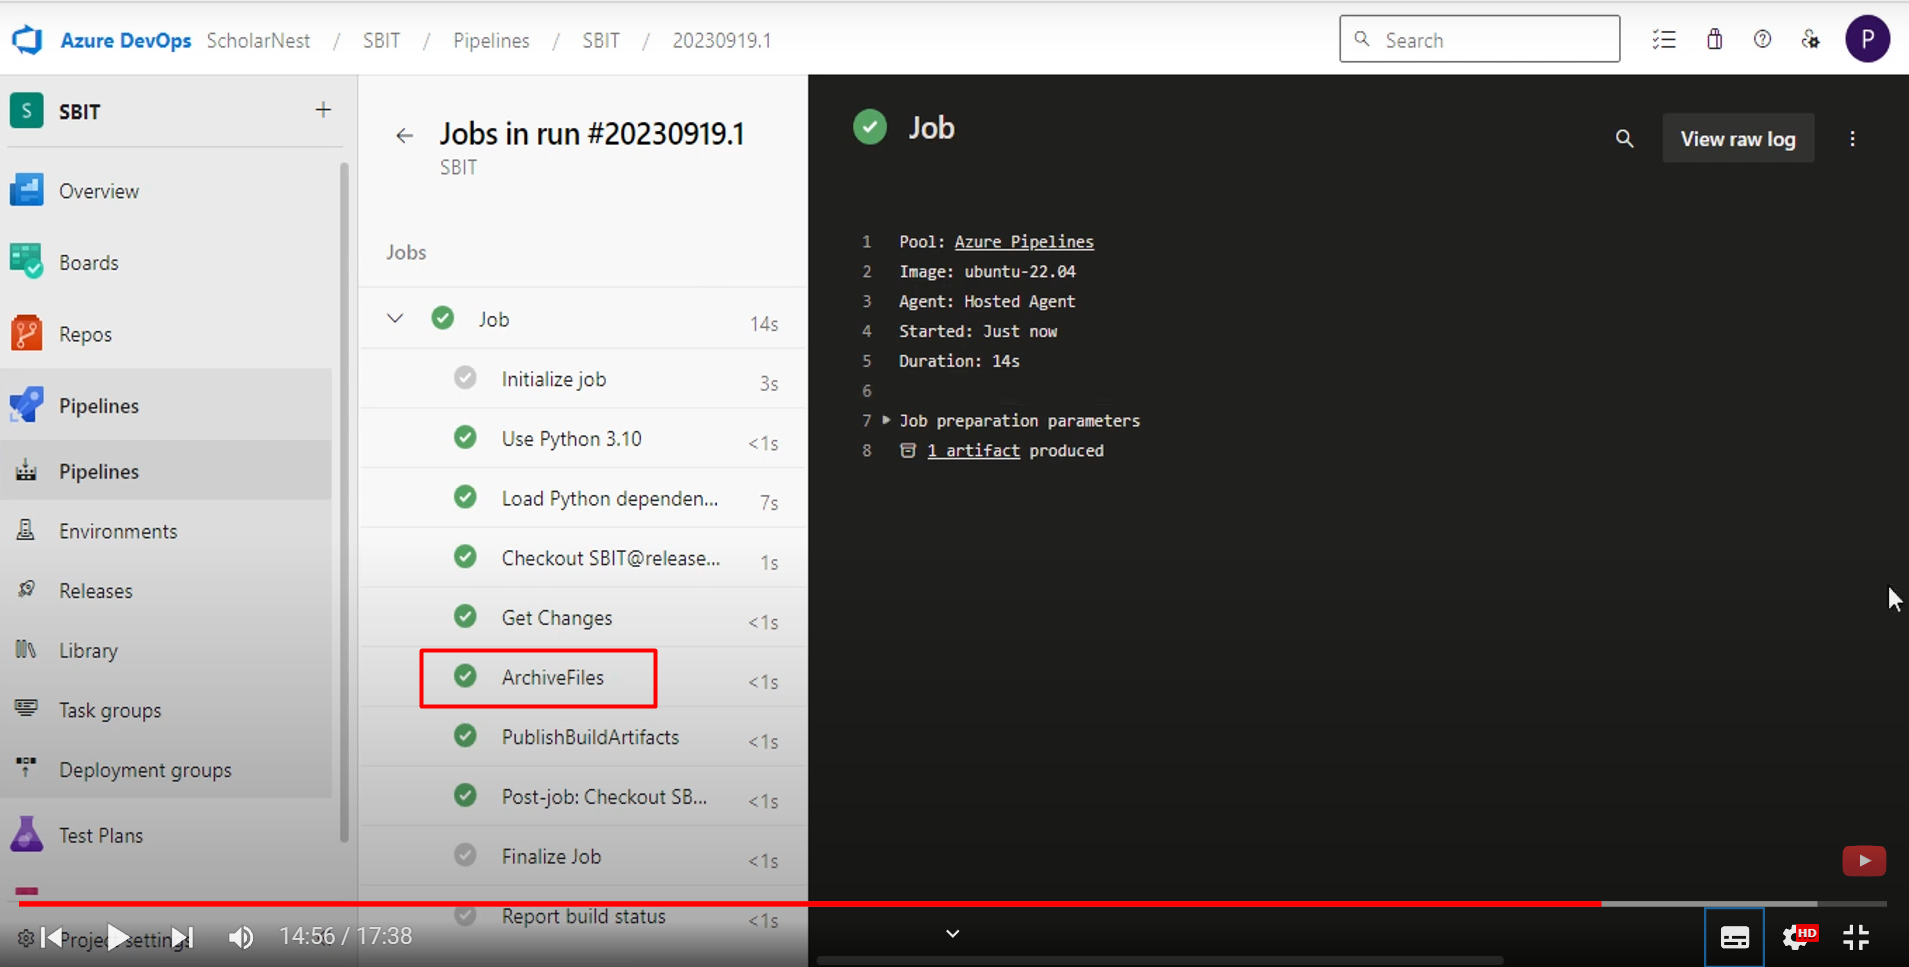 Azure DevOps ScholarNest / SBIT / Pipelines / SBIT / 20230919.1
Search
P
S SBIT +
Overview
Boards
Repos
Pipelines
Pipelines
Environments
Releases
Library
Task groups
Deployment groups
Test Plans
Project settings
Jobs in run #20230919.1
SBIT
Jobs
Job 14s
Initialize job 3s
Use Python 3.10 <1s
Load Python dependen... 7s
Checkout SBIT@release... 1s
Get Changes <1s
ArchiveFiles <1s
PublishBuildArtifacts <1s
Post-job: Checkout SB... <1s
Finalize Job <1s
Report build status <1s
Job
View raw log
1 Pool: Azure Pipelines
2 Image: ubuntu-22.04
3 Agent: Hosted Agent
4 Started: Just now
5 Duration: 14s
6
7 Job preparation parameters
8 1 artifact produced
14:56 / 17:38
HD